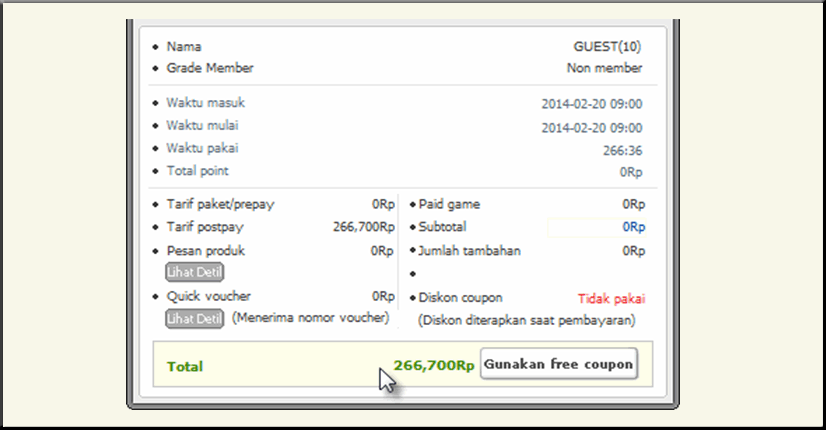 Nama GUEST(10)
Grade Member Non member
Waktu masuk 2014-02-20 09:00
Waktu mulai 2014-02-20 09:00
Waktu pakai 266:36
Total point 0Rp
Tarif paket/prepay 0Rp
Paid game 0Rp
Tarif postpay 266,700Rp
Subtotal 0Rp
Pesan produk 0Rp
Jumlah tambahan 0Rp
Lihat Detil
Quick voucher 0Rp
Diskon coupon Tidak pakai
Lihat Detil (Menerima nomor voucher)
(Diskon diterapkan saat pembayaran)
Total 266,700Rp Gunakan free coupon